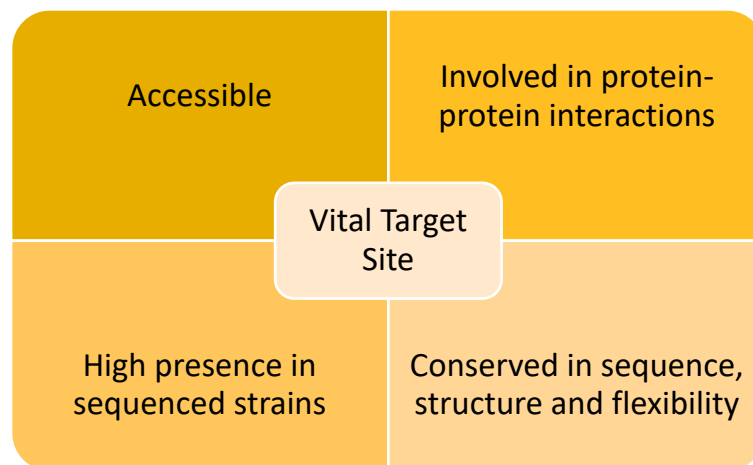 Accessible
Involved in protein-
protein interactions
Vital Target
Site
High presence in
sequenced strains
Conserved in sequence,
structure and flexibility